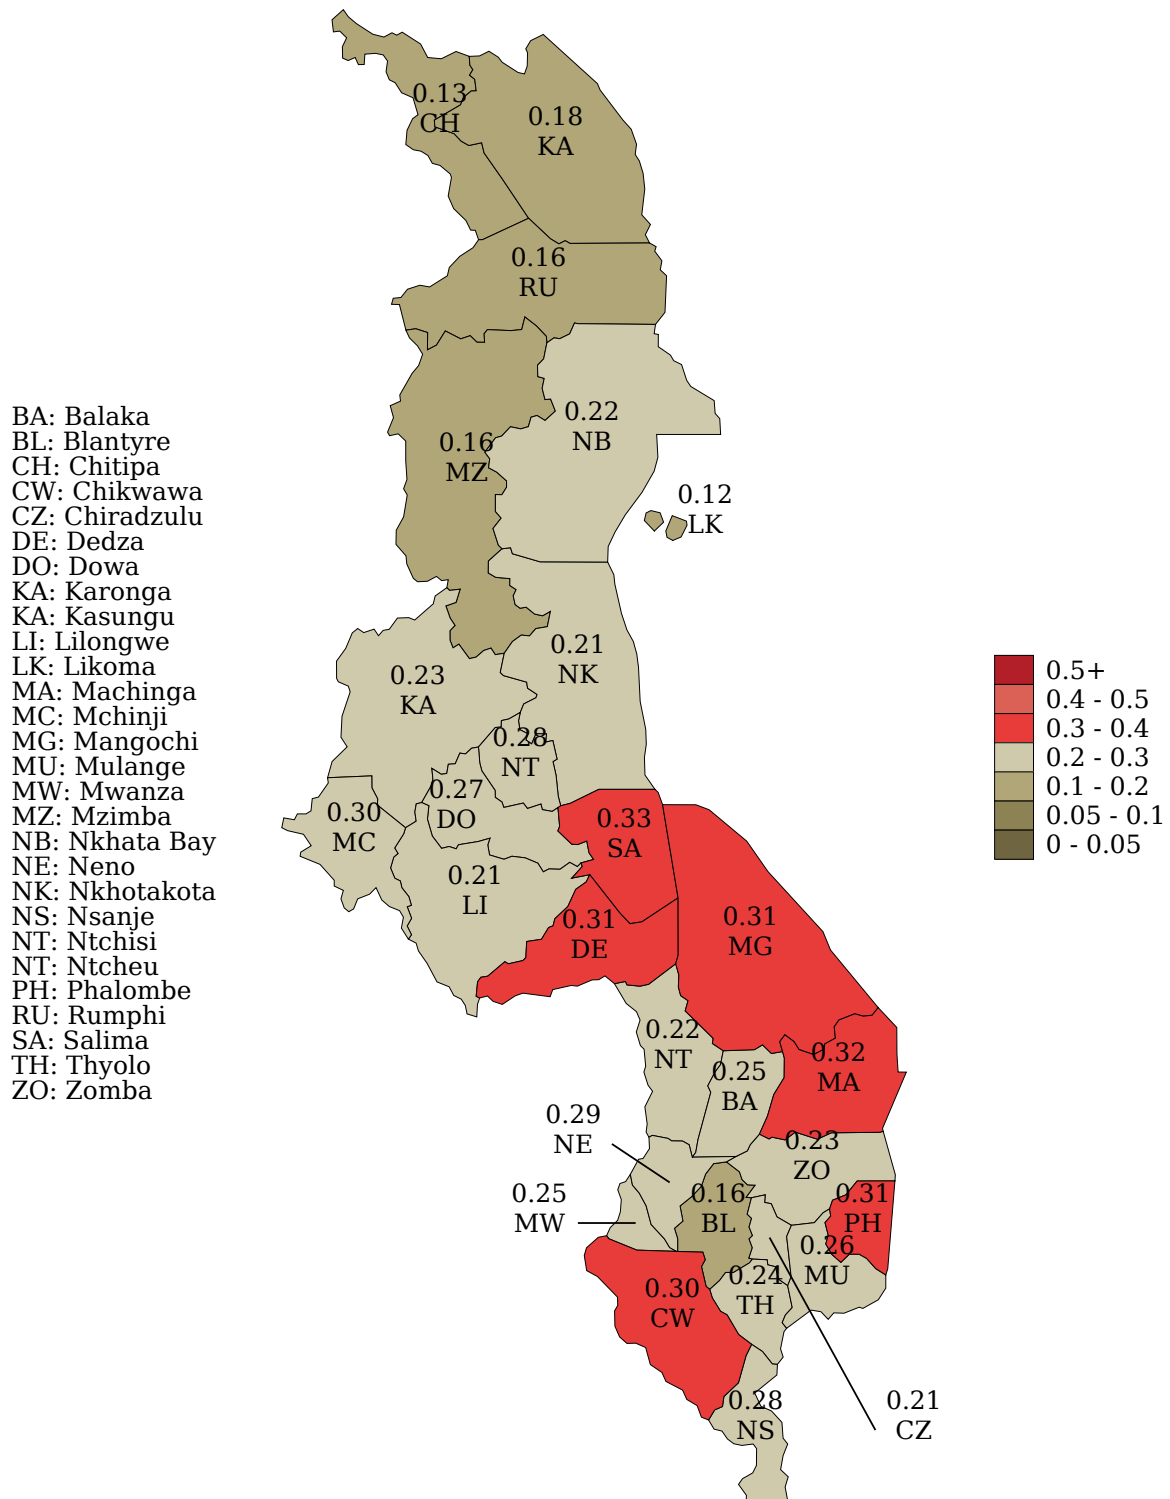 0.13
CH
0.18
KA
0.16
RU
0.22
NB
0.16
MZ
0.12
LK
BA: Balaka
BL: Blantyre
CH: Chitipa
CW: Chikwawa
CZ: Chiradzulu
DE: Dedza
DO: Dowa
KA: Karonga
KA: Kasungu
LI: Lilongwe
LK: Likoma
MA: Machinga
MC: Mchinji
MG: Mangochi
MU: Mulange
MW: Mwanza
MZ: Mzimba
NB: Nkhata Bay
NE: Neno
NK: Nkhotakota
NS: Nsanje
NT: Ntchisi
NT: Ntcheu
PH: Phalombe
RU: Rumphi
SA: Salima
TH: Thyolo
ZO: Zomba
0.21
NK
0.23
KA
0.28
NT
0.27
DO
0.30
MC
0.33
SA
0.21
LI
0.31
DE
0.31
MG
0.22
NT
0.25
BA
0.32
MA
0.29
NE
0.23
ZO
0.25
MW
0.16
BL
0.31
PH
0.26
MU
0.24
TH
0.30
CW
0.28
NS
0.21
CZ
0.5+
0.4 - 0.5
0.3 - 0.4
0.2 - 0.3
0.1 - 0.2
0.05 - 0.1
0 - 0.05